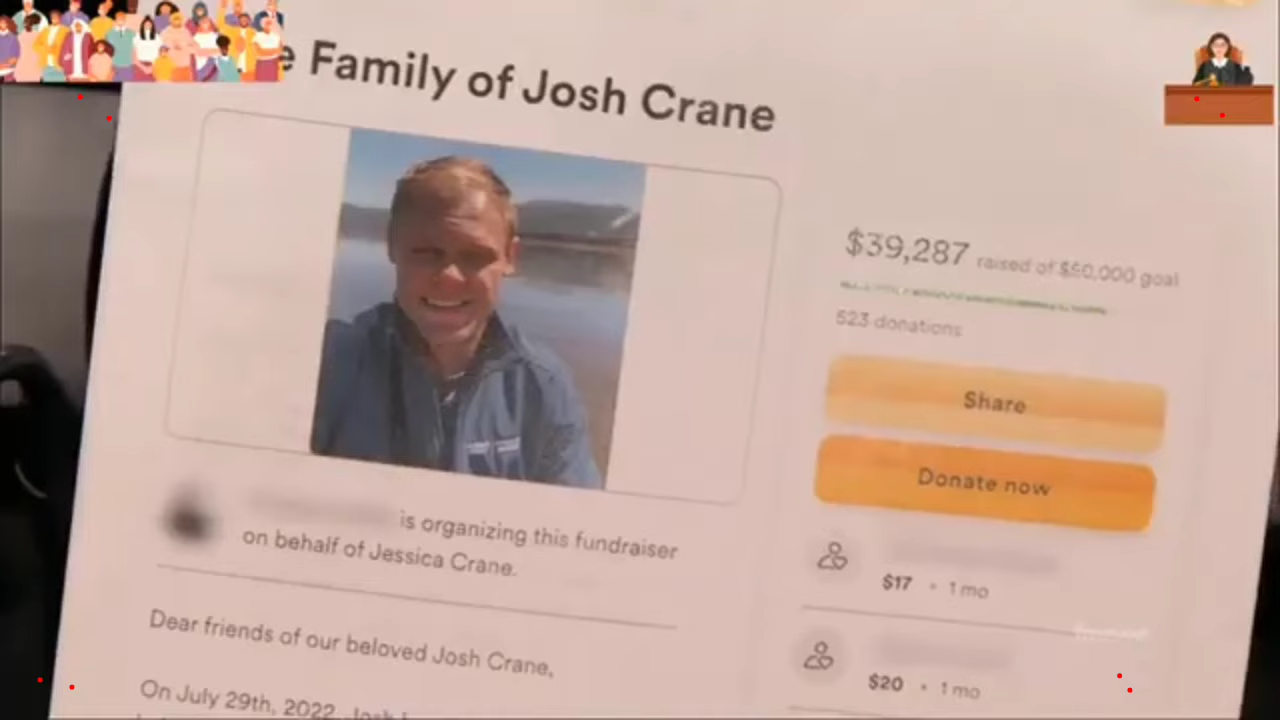 e Family of Josh Crane
$39,287 raised of $50,000 goal
523 donations
Share
Donate now
is organizing this fundraiser
on behalf of Jessica Crane.
$17 • 1 mo
$20 • 1 mo
Dear friends of our beloved Josh Crane,
On July 29th, 2022, Josh